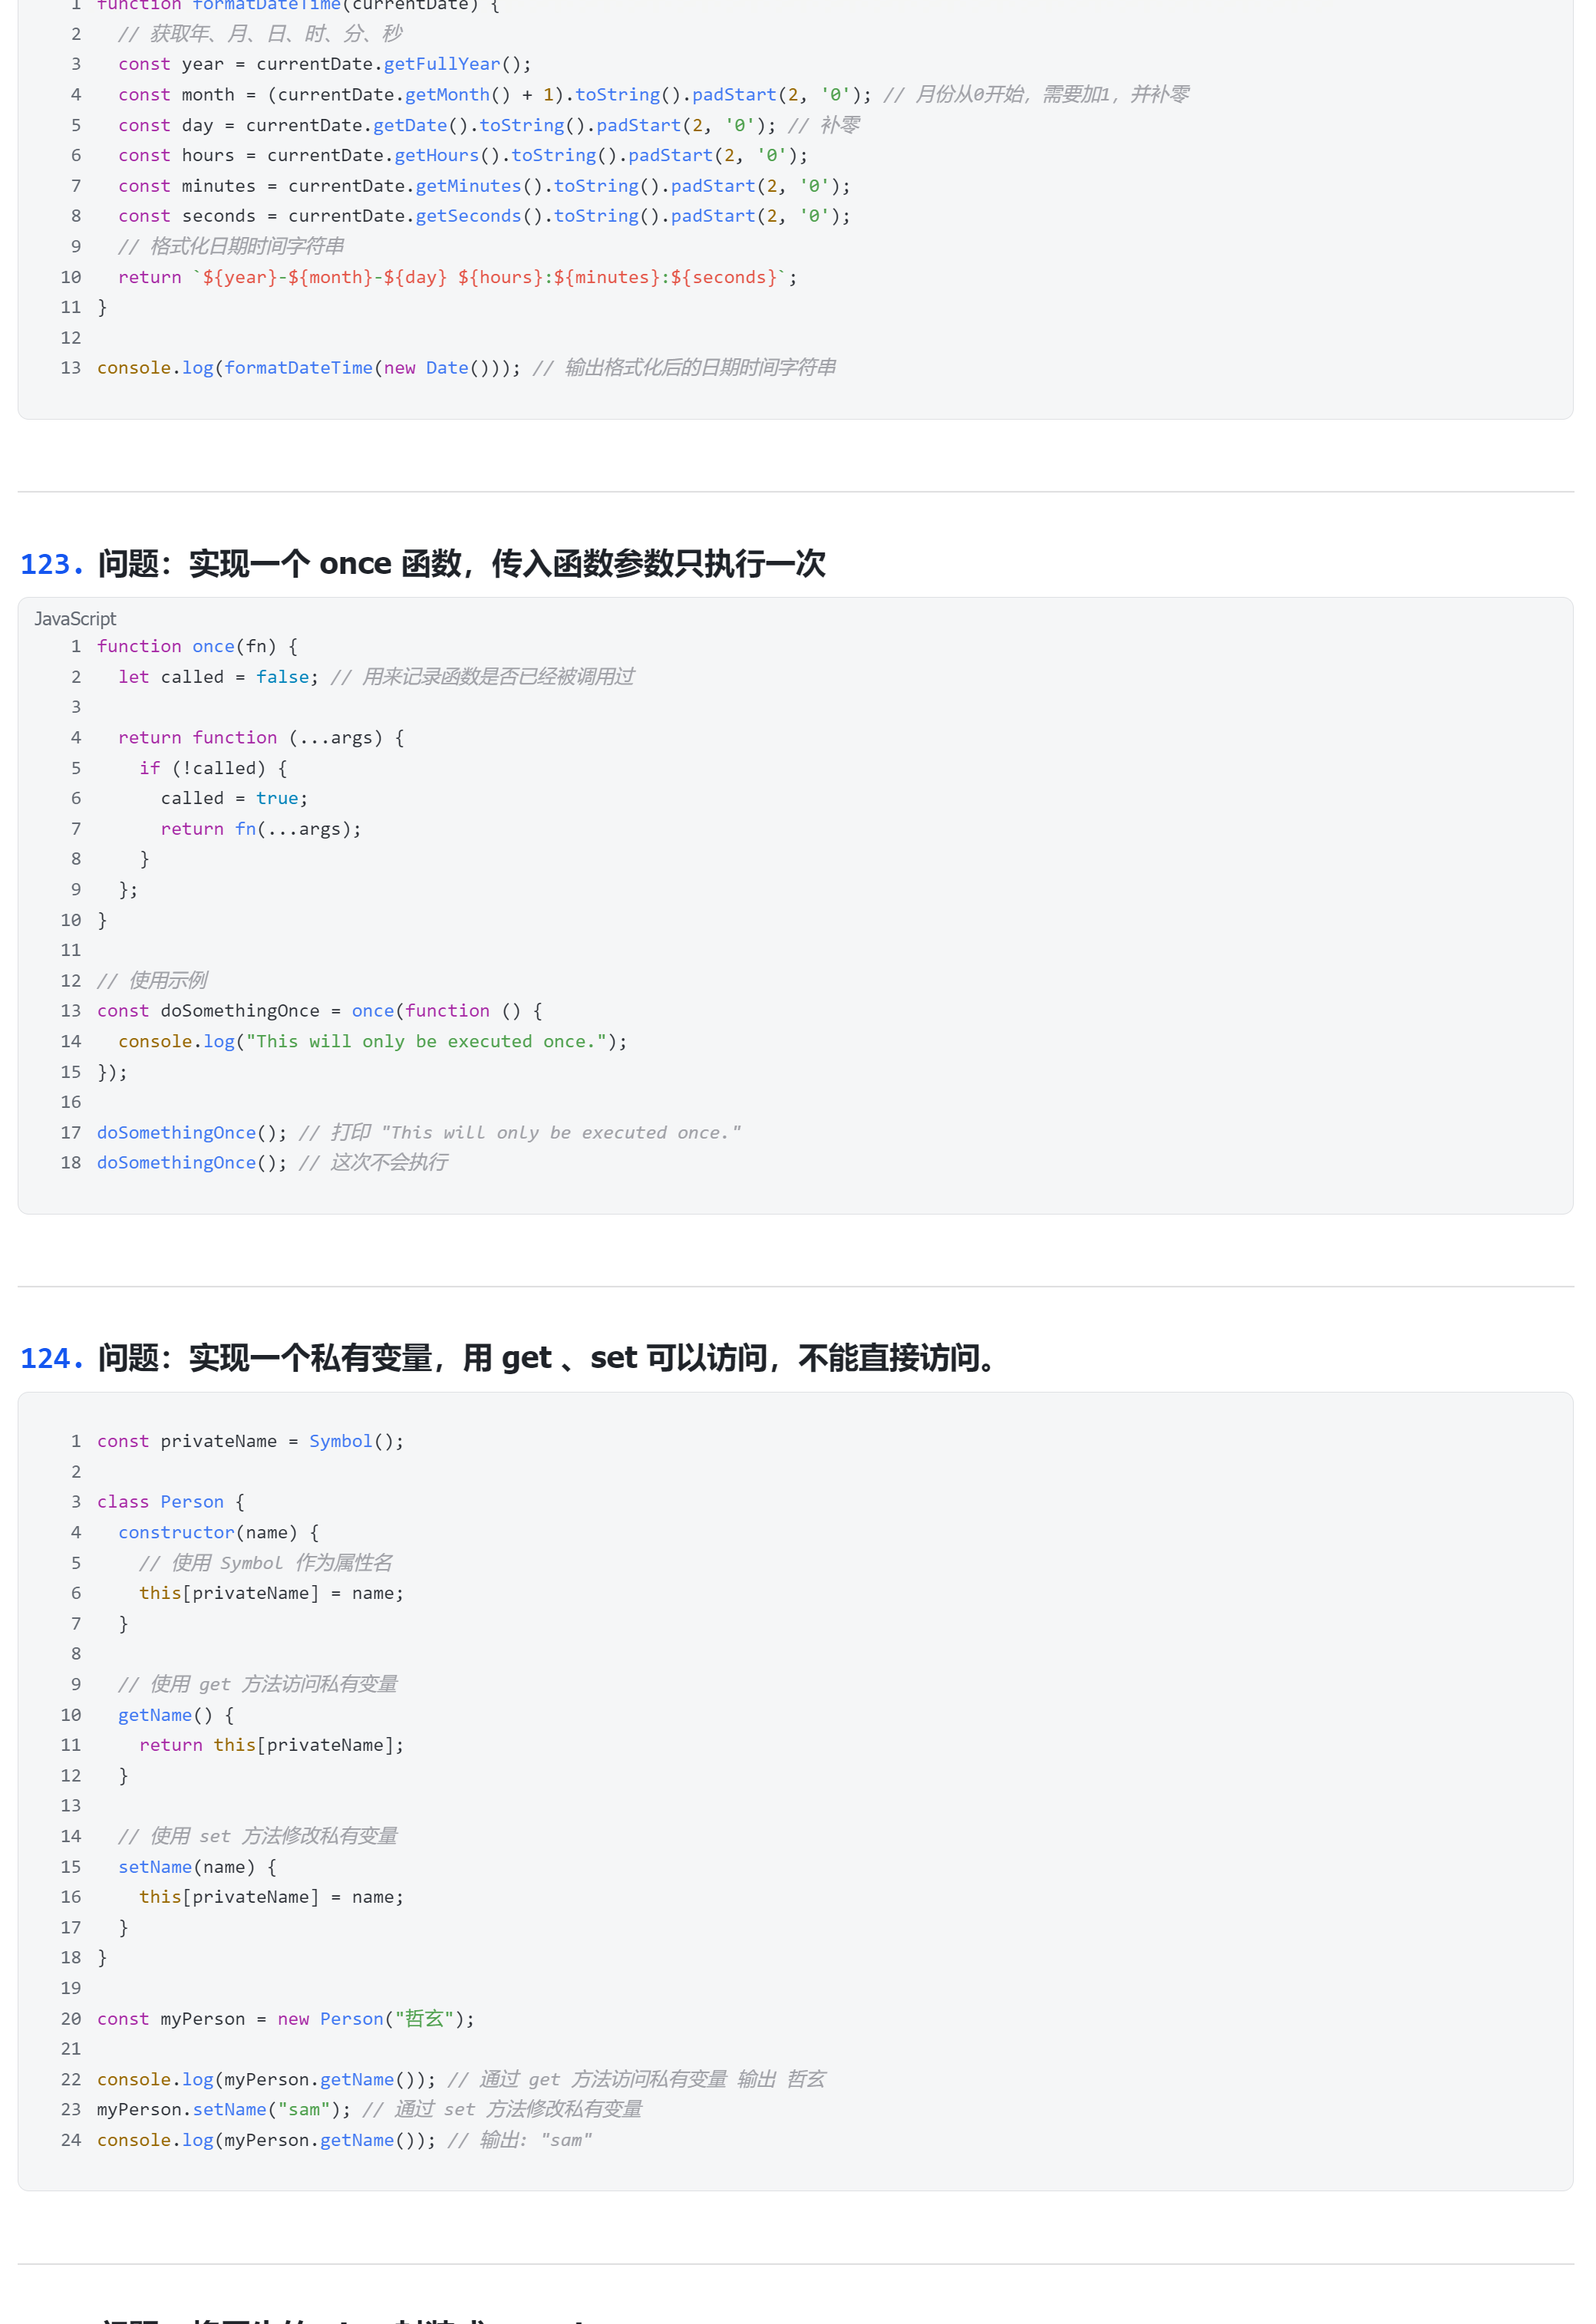 1 function formatDateTime(currentDate) {
2 // 获取年、月、日、时、分、秒
3 const year = currentDate.getFullYear();
4 const month = (currentDate.getMonth() + 1).toString().padStart(2, '0'); // 月份从0开始，需要加1，并补零
5 const day = currentDate.getDate().toString().padStart(2, '0'); // 补零
6 const hours = currentDate.getHours().toString().padStart(2, '0');
7 const minutes = currentDate.getMinutes().toString().padStart(2, '0');
8 const seconds = currentDate.getSeconds().toString().padStart(2, '0');
9 // 格式化日期时间字符串
10 return `${year}-${month}-${day} ${hours}:${minutes}:${seconds}`;
11 }
12
13 console.log(formatDateTime(new Date())); // 输出格式化后的日期时间字符串
123. 问题：实现一个 once 函数，传入函数参数只执行一次
JavaScript
1 function once(fn) {
2 let called = false; // 用来记录函数是否已经被调用过
3
4 return function (...args) {
5 if (!called) {
6 called = true;
7 return fn(...args);
8 }
9 };
10 }
11
12 // 使用示例
13 const doSomethingOnce = once(function () {
14 console.log("This will only be executed once.");
15 });
16
17 doSomethingOnce(); // 打印 "This will only be executed once."
18 doSomethingOnce(); // 这次不会执行
124. 问题：实现一个私有变量，用 get 、set 可以访问，不能直接访问。
1 const privateName = Symbol();
2
3 class Person {
4 constructor(name) {
5 // 使用 Symbol 作为属性名
6 this[privateName] = name;
7 }
8
9 // 使用 get 方法访问私有变量
10 getName() {
11 return this[privateName];
12 }
13
14 // 使用 set 方法修改私有变量
15 setName(name) {
16 this[privateName] = name;
17 }
18 }
19
20 const myPerson = new Person("哲玄");
21
22 console.log(myPerson.getName()); // 通过 get 方法访问私有变量 输出 哲玄
23 myPerson.setName("sam"); // 通过 set 方法修改私有变量
24 console.log(myPerson.getName()); // 输出: "sam"